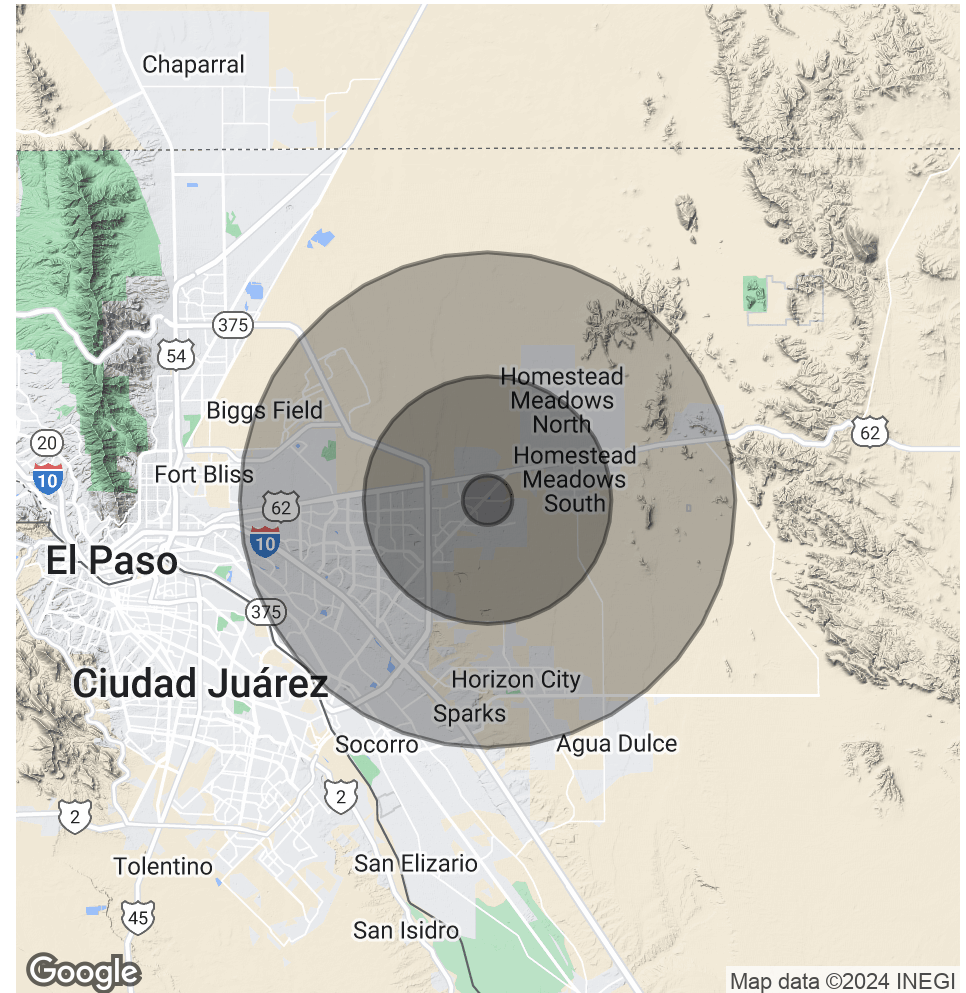 Chaparral
375
54
Homestead
Meadows
North
Biggs Field
62
20
10
Homestead
Meadows
South
Fort Bliss
62
10
El Paso
375
Ciudad Juárez
Horizon City
Sparks
Socorro
Agua Dulce
2
2
Tolentino
San Elizario
45
San Isidro
Google
Map data ©2024 INEGI